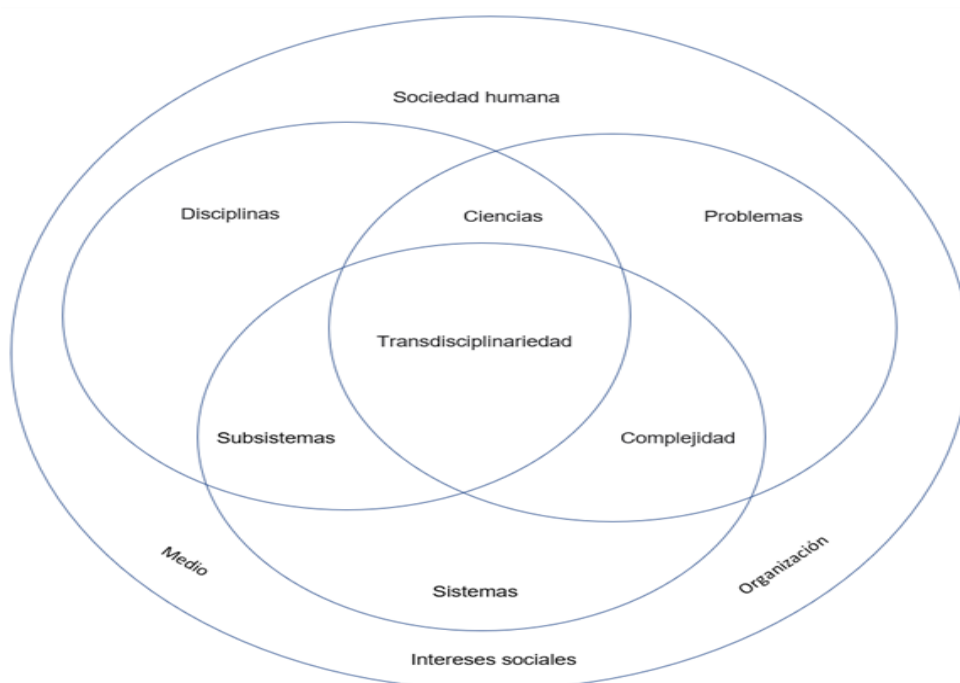 Sociedad humana
Disciplinas
Ciencias
Problemas
Transdisciplinariedad
Subsistemas
Complejidad
Medio
Organización
Sistemas
Intereses sociales